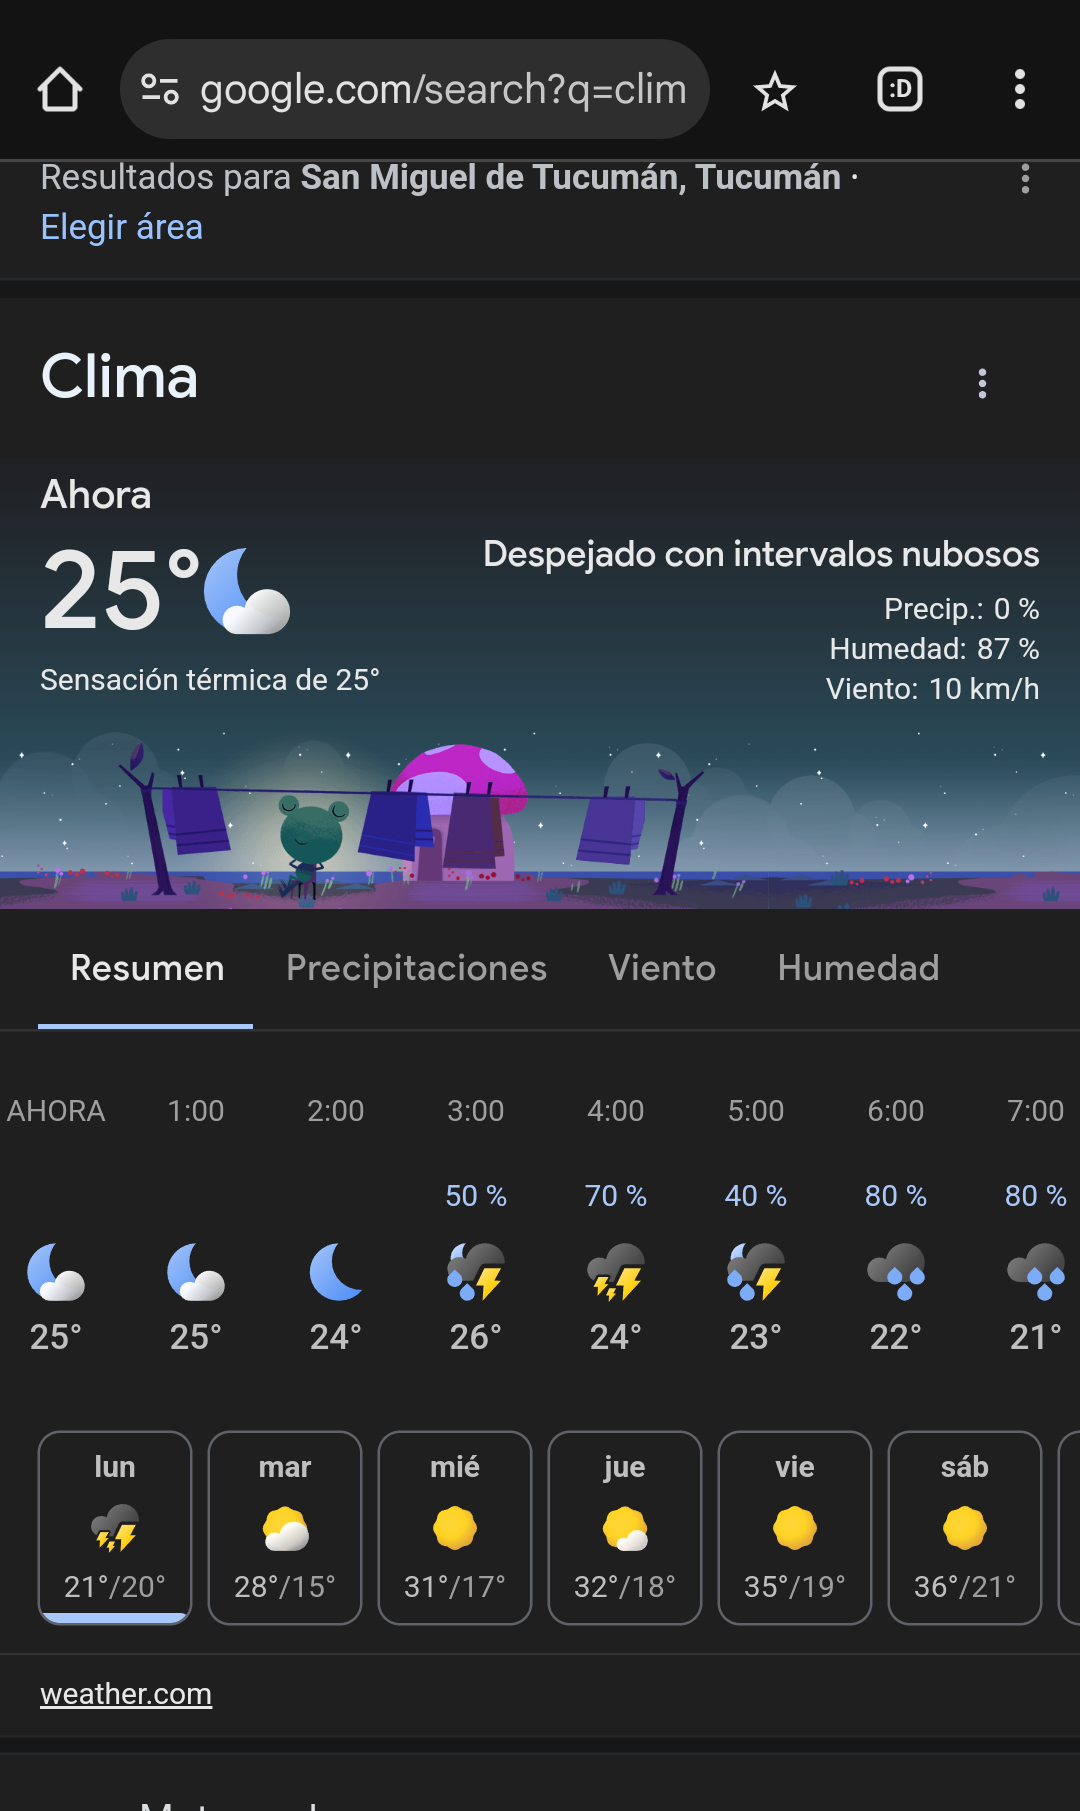 google.com/search?q=clim
:D
Resultados para San Miguel de Tucumán, Tucumán ·
Elegir área
Clima
Ahora
25°
Despejado con intervalos nubosos
Precip.: 0 %
Humedad: 87 %
Viento: 10 km/h
Sensación térmica de 25°
Resumen Precipitaciones Viento Humedad
AHORA 1:00 2:00 3:00 4:00 5:00 6:00 7:00
50 % 70 % 40 % 80 % 80 %
25° 25° 24° 26° 24° 23° 22° 21°
lun mar mié jue vie sáb
21°/20° 28°/15° 31°/17° 32°/18° 35°/19° 36°/21°
weather.com